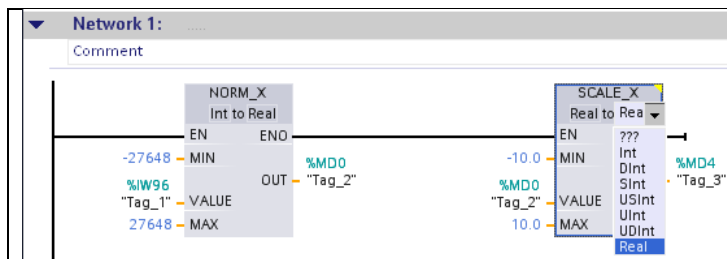 Network 1: .....
Comment
NORM_X
Int to Real
EN ENO
-27648 MIN
%IW96
"Tag_1" VALUE
27648 MAX
OUT
%MD0
"Tag_2"
SCALE_X
Real to Rea
EN
-10.0 MIN
%MD0
"Tag_2" VALUE
10.0 MAX
???
Int
DInt
SInt
USInt
UInt
UDInt
Real
%MD4
"Tag_3"